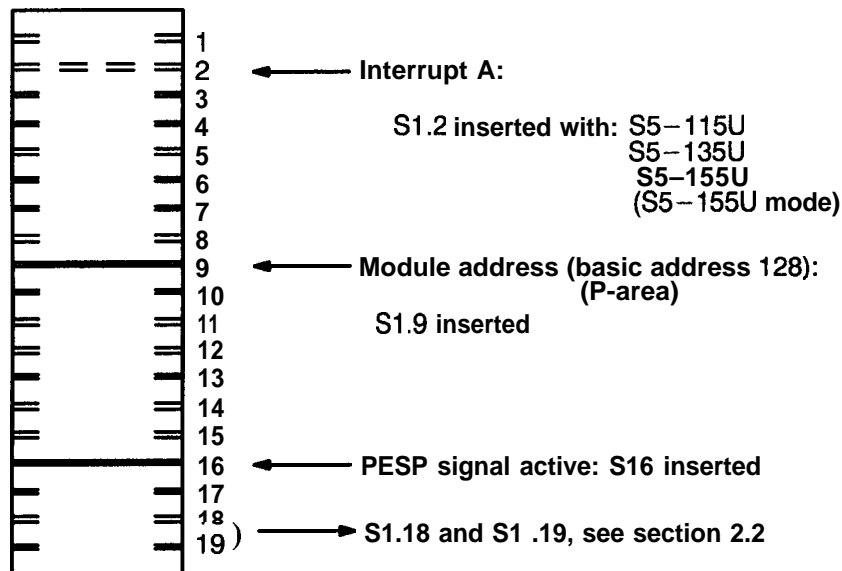 1
2 Interrupt A:
3
4 S1.2 inserted with: S5-115U
5 S5-135U
6 S5-155U
7 (S5-155U mode)
8
9 Module address (basic address 128):
10 (P-area)
11 S1.9 inserted
12
13
14
15
16 PESP signal active: S16 inserted
17
18
19 ) S1.18 and S1 .19, see section 2.2